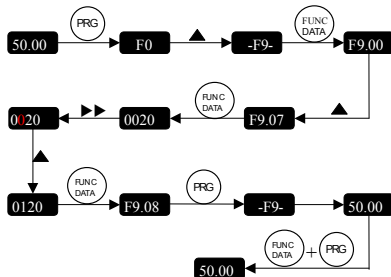 50.00 PRG F0 -F9- FUNC DATA F9.00
0020 0020 FUNC DATA F9.07
0120 FUNC DATA F9.08 PRG -F9- 50.00
50.00 FUNC DATA + PRG